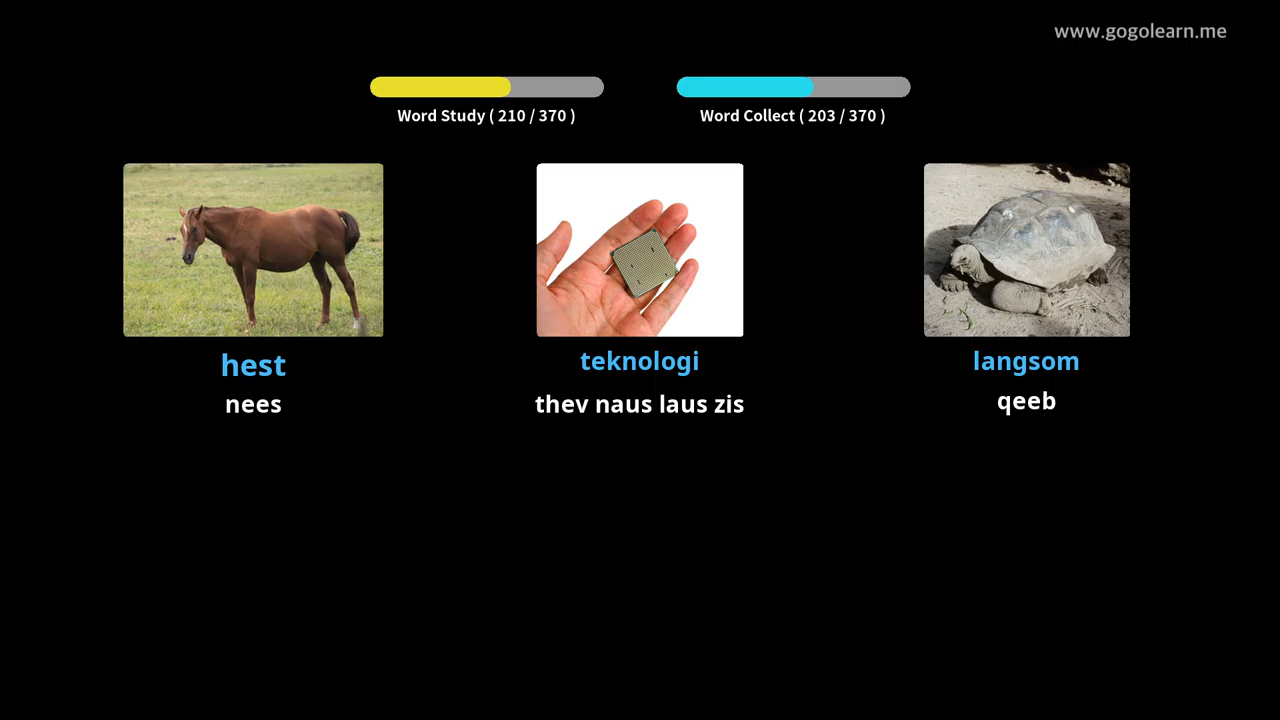 www.gogolearn.me
Word Study ( 210 / 370 )
Word Collect ( 203 / 370 )
hest
teknologi
langsom
nees
thev naus laus zis
qeeb